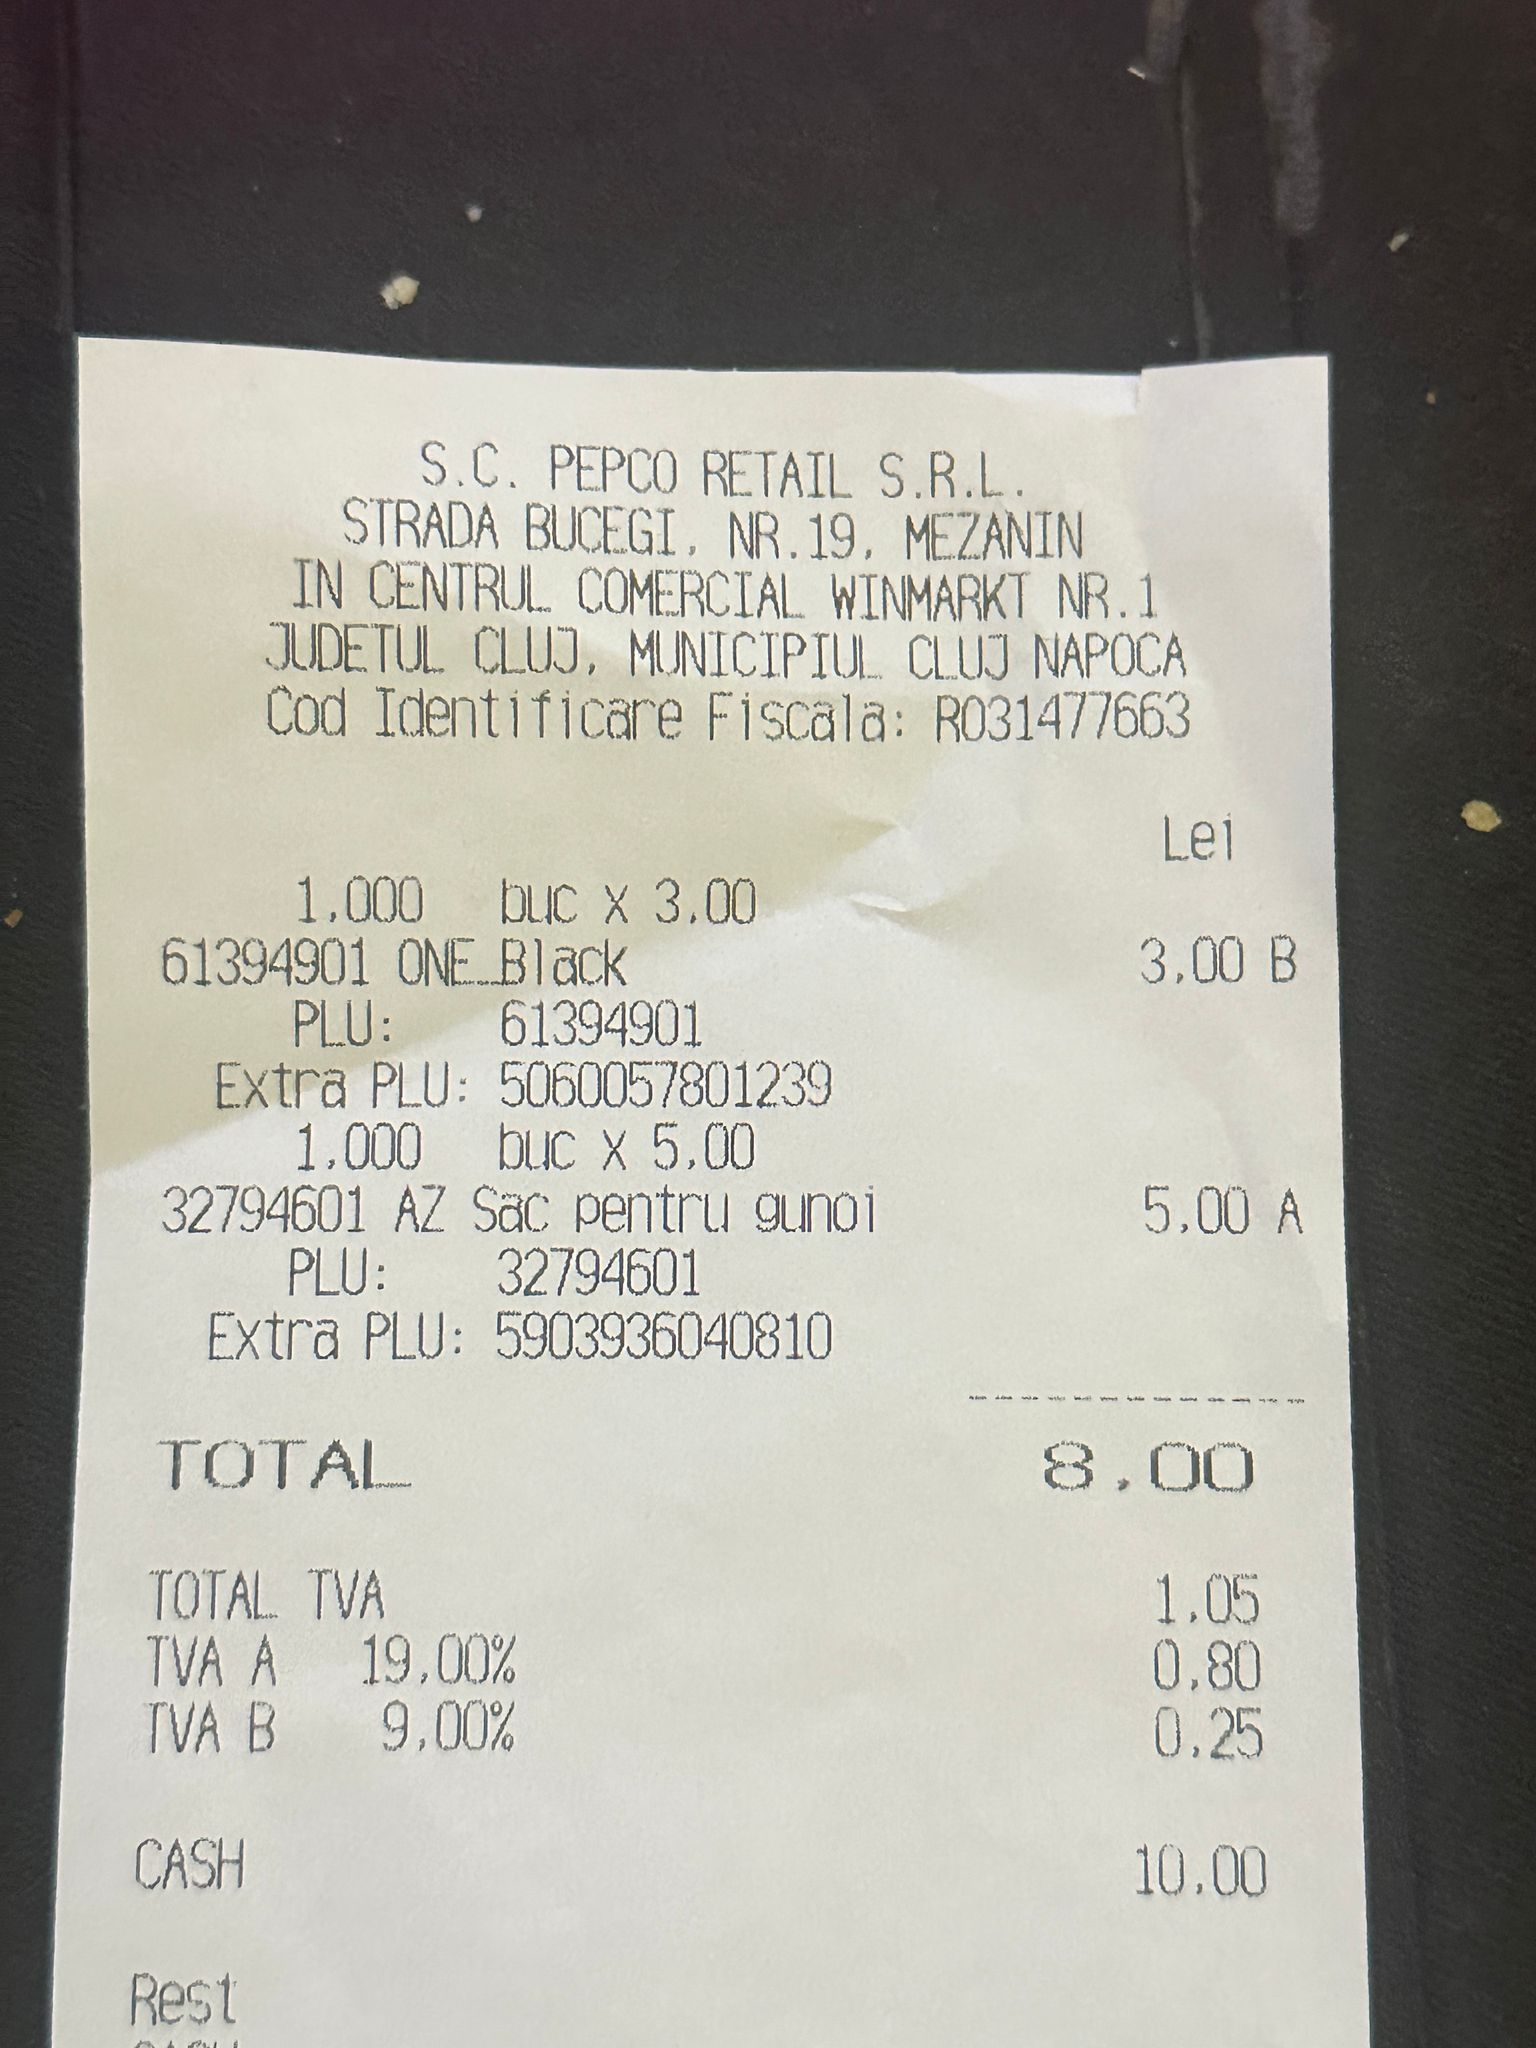 S.C. PEPCO RETAIL S.R.L.
STRADA BUCEGI, NR.19, MEZANIN
IN CENTRUL COMERCIAL WINMARKT NR.1
JUDETUL CLUJ, MUNICIPIUL CLUJ NAPOCA
Cod Identificare Fiscala: RO31477663
Lei
1,000 buc x 3,00
61394901 ONE_Black 3,00 B
PLU: 61394901
Extra PLU: 5060057801239
1,000 buc x 5,00
32794601 AZ Sac pentru gunoi 5,00 A
PLU: 32794601
Extra PLU: 5903936040810
TOTAL 8,00
TOTAL TVA 1,05
TVA A 19,00% 0,80
TVA B 9,00% 0,25
CASH 10,00
Rest